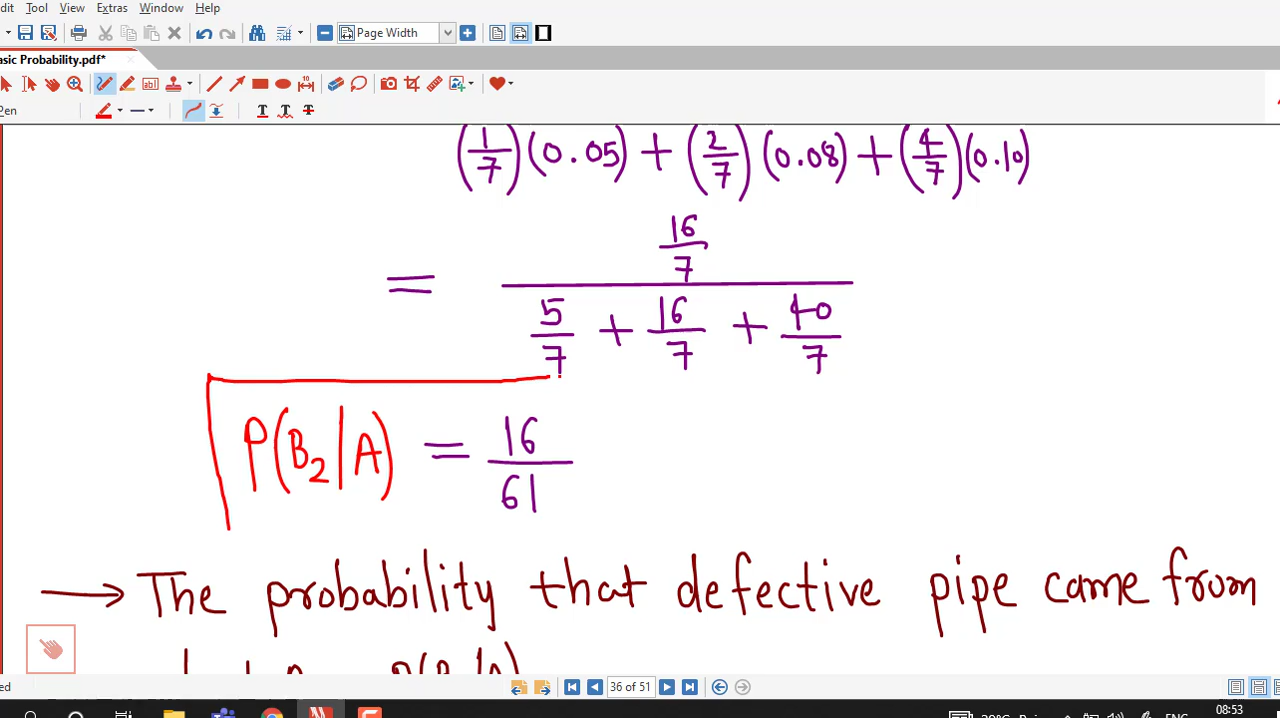 dit Tool Extras Window Help
Page Width
asic Probability.pdf*
Pen
(1/7)(0.05) + (2/7)(0.08) + (4/7)(0.10)
= (16/7) / (5/7 + 16/7 + 40/7)
P(B₂|A) = 16/61
→ The probability that defective pipe came from
36 of 51
08:53
ENG